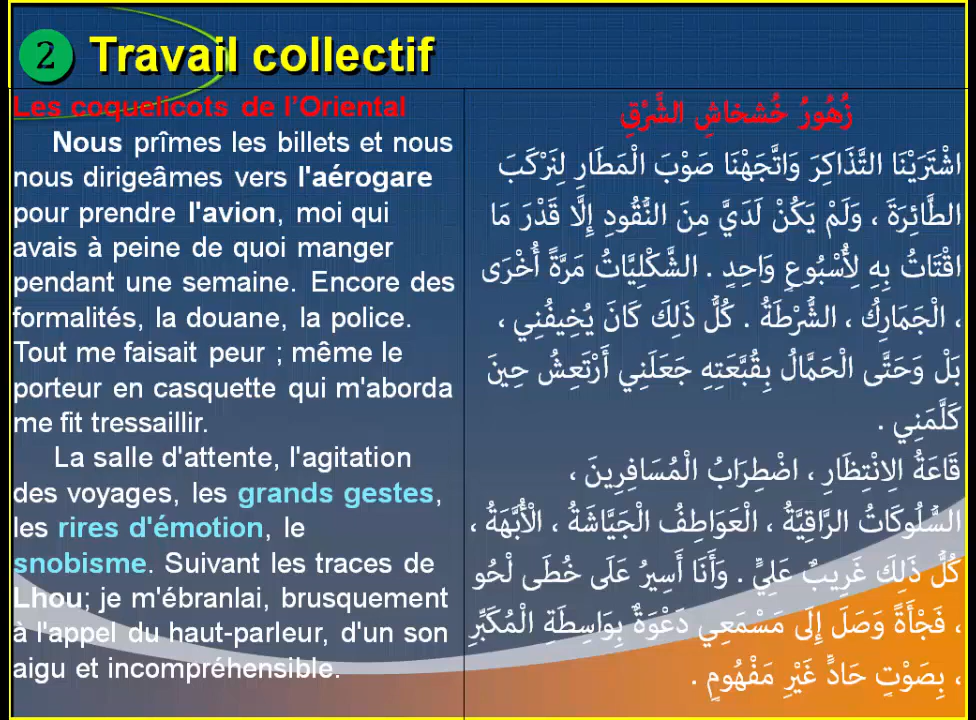 2 Travail collectif
Les coquelicots de l'Oriental
Nous prîmes les billets et nous
nous dirigeâmes vers l'aérogare
pour prendre l'avion, moi qui
avais à peine de quoi manger
pendant une semaine. Encore des
formalités, la douane, la police.
Tout me faisait peur ; même le
porteur en casquette qui m'aborda
me fit tressaillir.
La salle d'attente, l'agitation
des voyages, les grands gestes,
les rires d'émotion, le
snobisme. Suivant les traces de
Lhou; je m'ébranlai, brusquement
à l'appel du haut-parleur, d'un son
aigu et incompréhensible.
زُهُورُ خُشخاشِ الشَّرْقِ
اشْتَرَيْنَا التَّذَاكِرَ وَاتَّجَهْنَا صَوْبَ الْمَطَارِ لِنَرْكَبَ
الطَّائِرَةَ ، وَلَمْ يَكُنْ لَدَيَّ مِنَ النُّقُودِ إِلَّا قَدْرَ مَا
اقْتَاتُ بِهِ لِأُسْبُوعٍ وَاحِدٍ . الشَّكْلِيَّاتُ مَرَّةً أُخْرَى
، الْجَمَارِكُ ، الشُّرْطَةُ . كُلُّ ذَلِكَ كَانَ يُخِيفُنِي ،
بَلْ وَحَتَّى الْحَمَّالُ بِقُبَّعَتِهِ جَعَلَنِي أَرْتَعِشُ حِينَ
كَلَّمَنِي .
قَاعَةُ الِانْتِظَارِ ، اضْطِرَابُ الْمُسَافِرِينَ ،
السُّلُوكَاتُ الرَّاقِيَّةُ ، الْعَوَاطِفُ الْجَيَّاشَةُ ، الْأُبَّهَةُ ،
كُلُّ ذَلِكَ غَرِيبٌ عَلَيَّ . وَأَنَا أَسِيرُ عَلَى خُطَى لْحُو
، فَجْأَةً وَصَلَ إِلَى مَسْمَعِي دَعْوَةٌ بِوَاسِطَةِ الْمُكَبِّرِ
، بِصَوْتٍ حَادٍّ غَيْرِ مَفْهُومٍ .